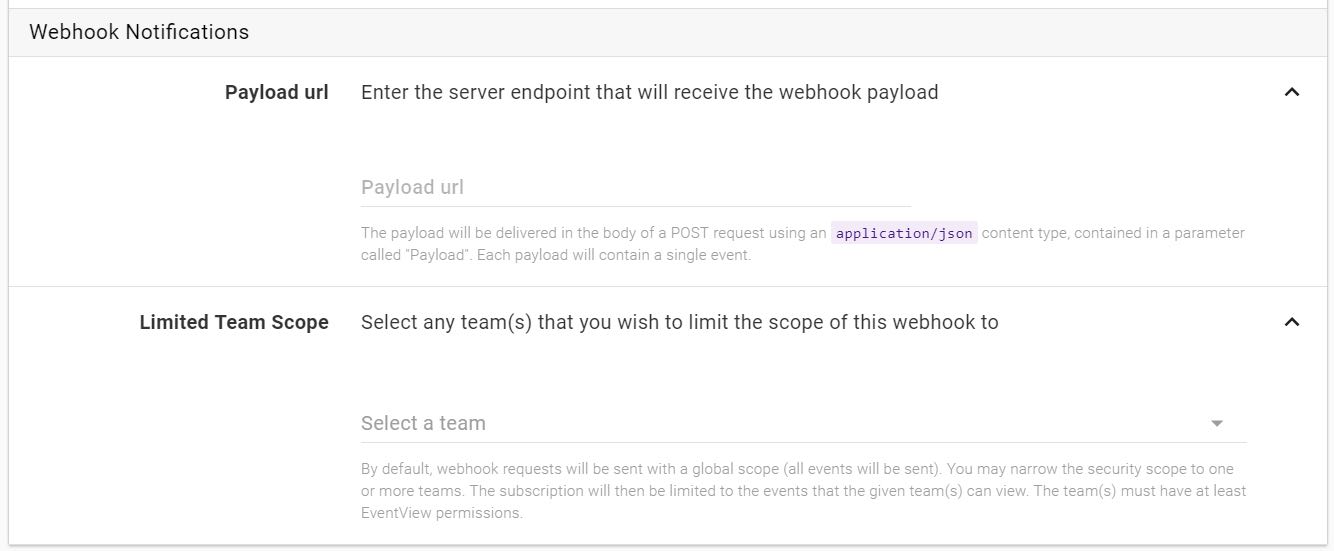 Webhook Notifications
Payload url Enter the server endpoint that will receive the webhook payload
Payload url
The payload will be delivered in the body of a POST request using an application/json content type, contained in a parameter
called "Payload". Each payload will contain a single event.
Limited Team Scope Select any team(s) that you wish to limit the scope of this webhook to
Select a team
By default, webhook requests will be sent with a global scope (all events will be sent). You may narrow the security scope to one
or more teams. The subscription will then be limited to the events that the given team(s) can view. The team(s) must have at least
EventView permissions.